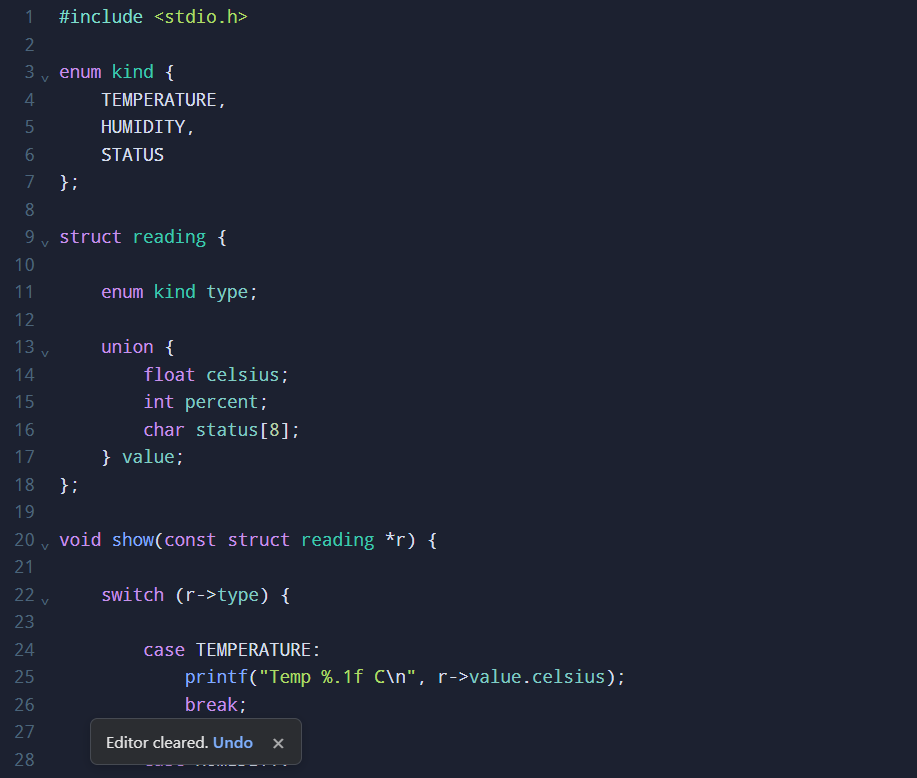 1 #include <stdio.h>
2
3 enum kind {
4 TEMPERATURE,
5 HUMIDITY,
6 STATUS
7 };
8
9 struct reading {
10
11 enum kind type;
12
13 union {
14 float celsius;
15 int percent;
16 char status[8];
17 } value;
18 };
19
20 void show(const struct reading *r) {
21
22 switch (r->type) {
23
24 case TEMPERATURE:
25 printf("Temp %.1f C\n", r->value.celsius);
26 break;
27
Editor cleared. Undo ×
28